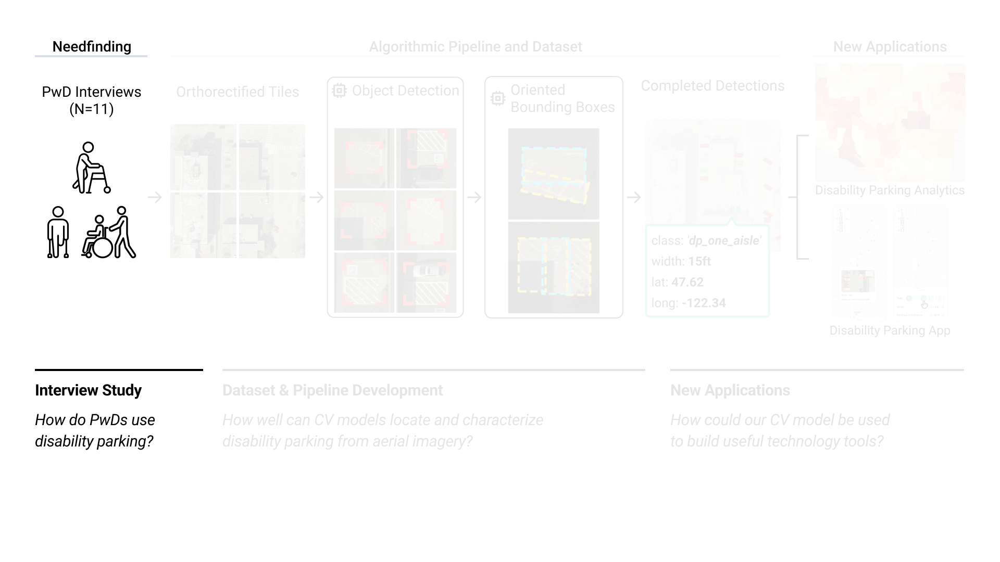 Needfinding
Algorithmic Pipeline and Dataset
New Applications
PwD Interviews
(N=11)
Orthorectified Tiles
Object Detection
Oriented
Bounding Boxes
Completed Detections
class: 'dp_one_aisle'
width: 15ft
lat: 47.62
long: -122.34
Disability Parking Analytics
Disability Parking App
Interview Study
How do PwDs use
disability parking?
Dataset & Pipeline Development
How well can CV models locate and characterize
disability parking from aerial imagery?
New Applications
How could our CV model be used
to build useful technology tools?